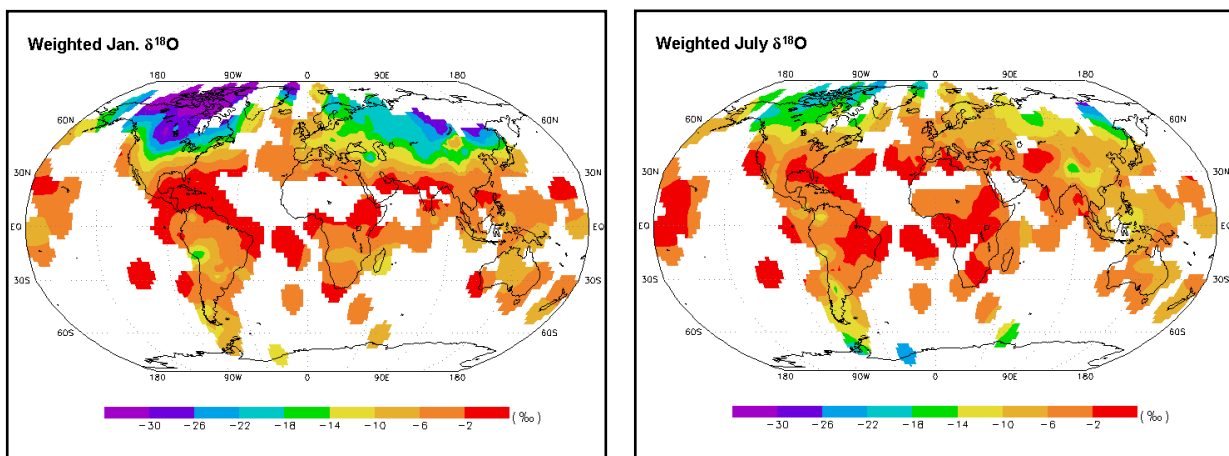 Weighted Jan. δ¹⁸O
180 90W 0 90E 180
60N
30N 30N
EQ EQ
30S 30S
60S 60S
180 90W 0 90E 180
-30 -26 -22 -18 -14 -10 -6 -2 (‰)
Weighted July δ¹⁸O
180 90W 0 90E 180
60N
30N 30N
EQ EQ
30S 30S
60S 60S
180 90W 0 90E 180
-30 -26 -22 -18 -14 -10 -6 -2 (‰)